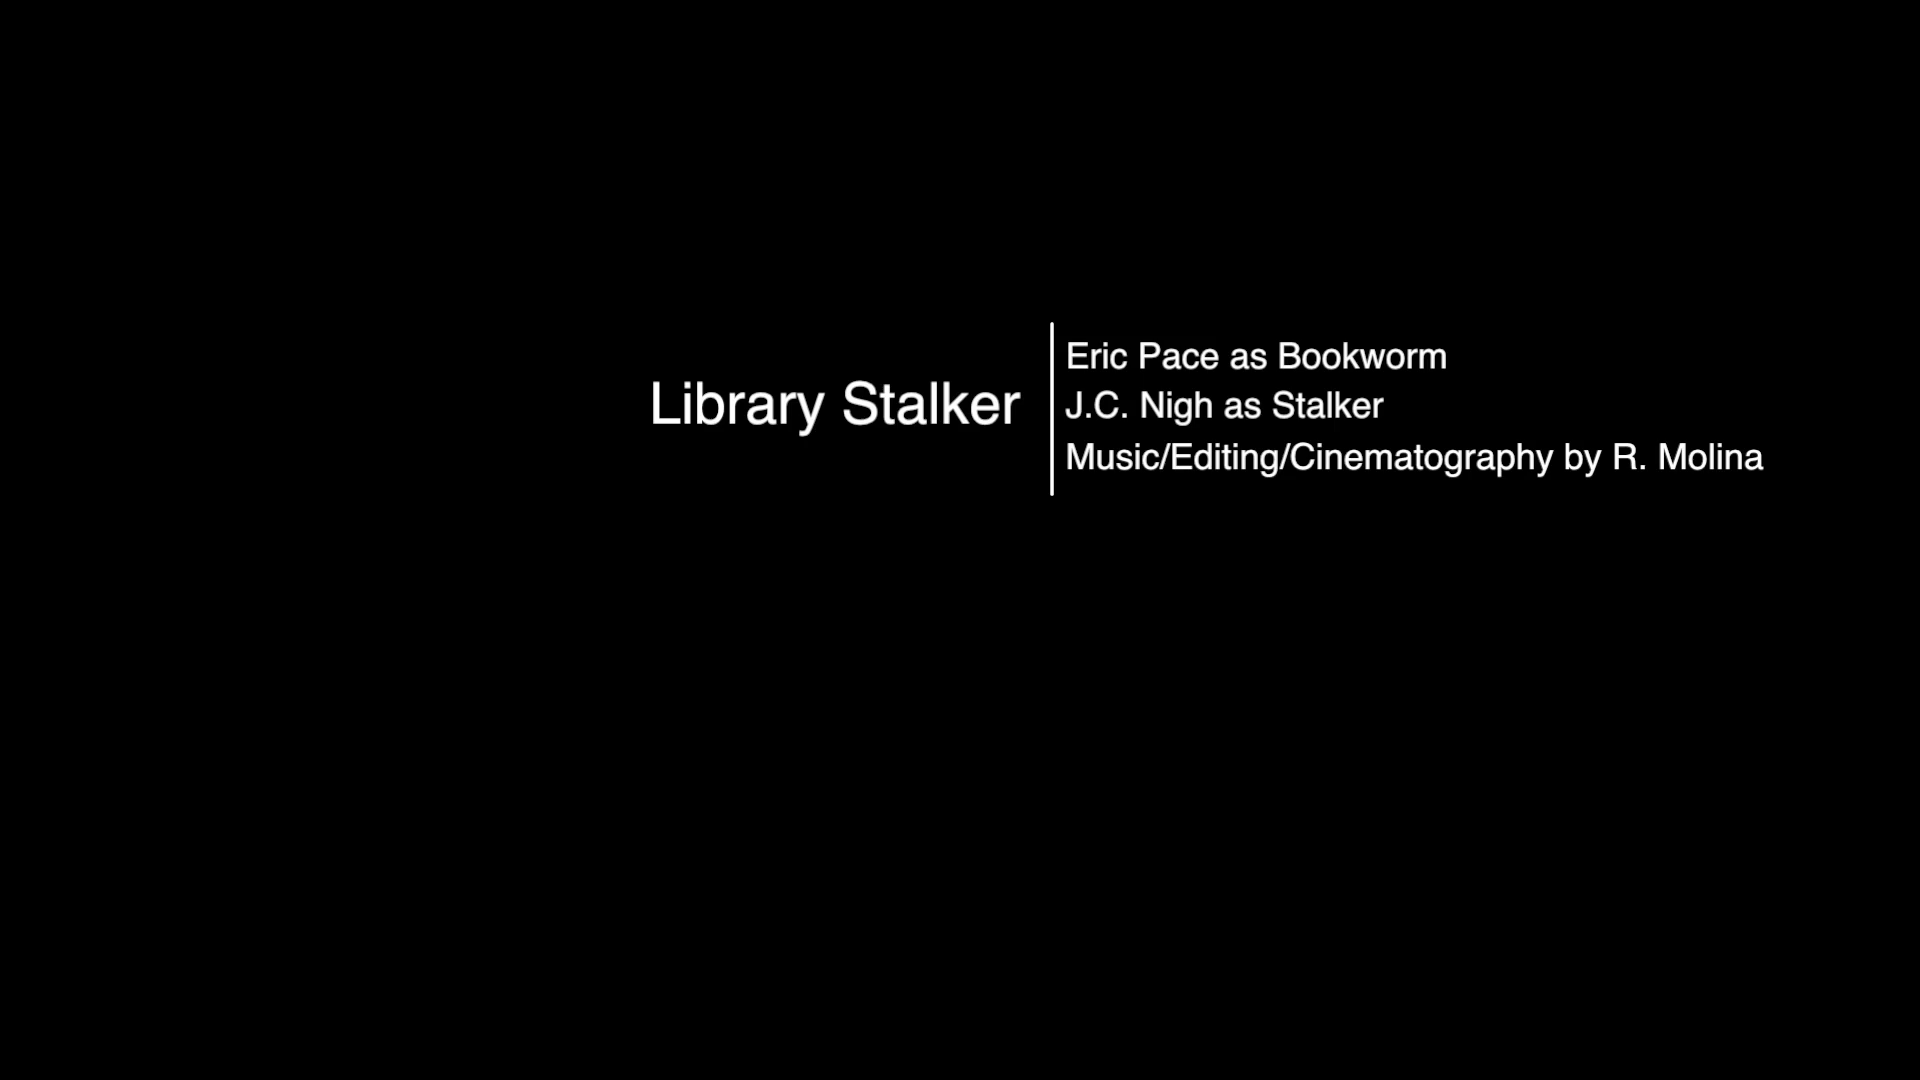 Library Stalker
Eric Pace as Bookworm
J.C. Nigh as Stalker
Music/Editing/Cinematography by R. Molina